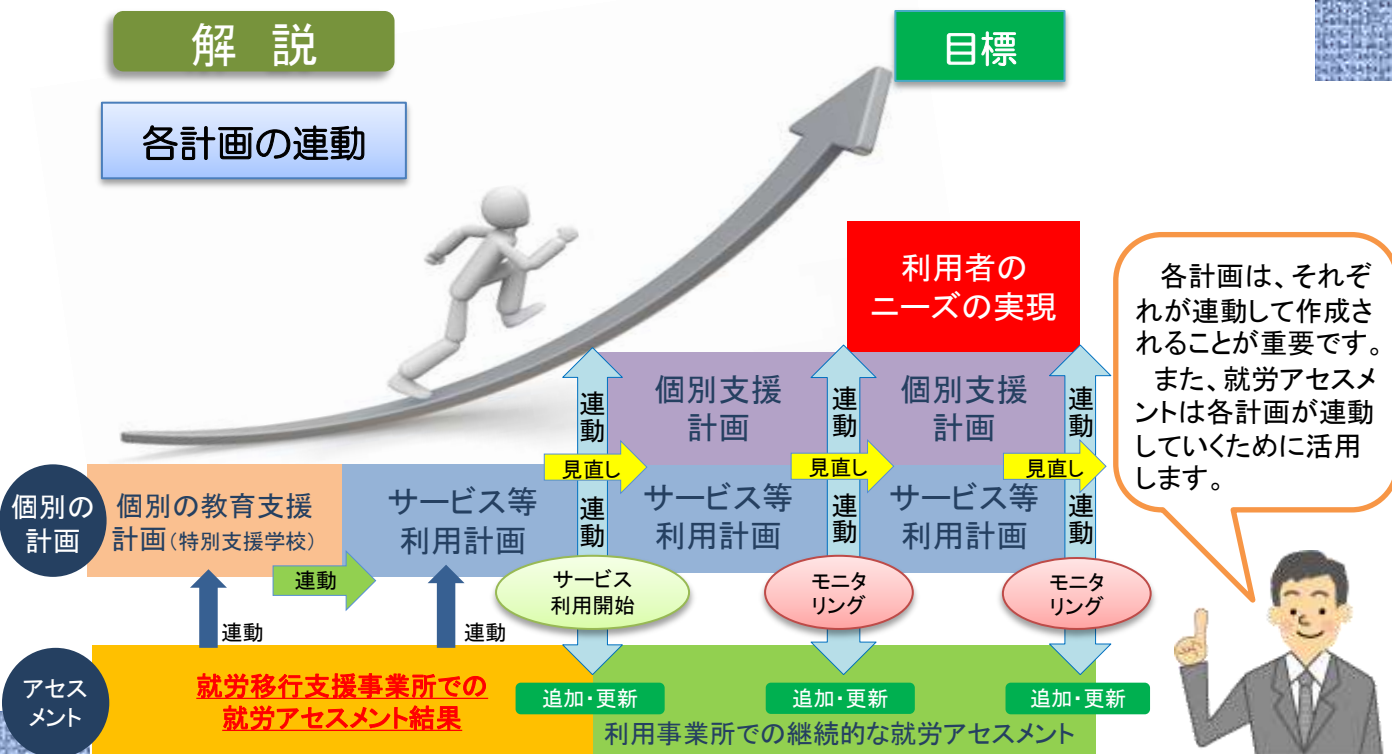 解　説
目標
各計画の連動
利用者の
ニーズの実現
各計画は、それぞ
れが連動して作成さ
れることが重要です。
また、就労アセスメ
ントは各計画が連動
していくために活用
します。
連動
個別支援
計画
連動
個別支援
計画
連動
見直し
見直し
見直し
個別の
計画
個別の教育支援
計画(特別支援学校)
サービス等
利用計画
連動
サービス等
利用計画
連動
サービス等
利用計画
連動
連動
サービス
利用開始
モニタ
リング
モニタ
リング
連動
連動
アセス
メント
就労移行支援事業所での
就労アセスメント結果
追加・更新
追加・更新
追加・更新
利用事業所での継続的な就労アセスメント